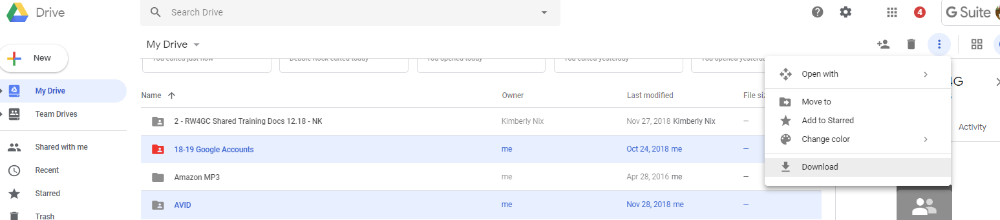 Drive
Search Drive
4
G Suite
My Drive
New
You edited just now
Debbie Rock edited today
You opened today
You edited yesterday
You opened yesterday
Open with
4G
My Drive
Name
Owner
Last modified
File siz
Move to
Team Drives
2 - RW4GC Shared Training Docs 12.18 - NK
Kimberly Nix
Nov 27, 2018 Kimberly Nix
—
Add to Starred
Activity
Change color
Shared with me
18-19 Google Accounts
me
Oct 24, 2018 me
—
Download
Recent
Amazon MP3
me
Apr 28, 2016 me
—
Starred
AVID
me
Nov 28, 2018 me
—
Trash